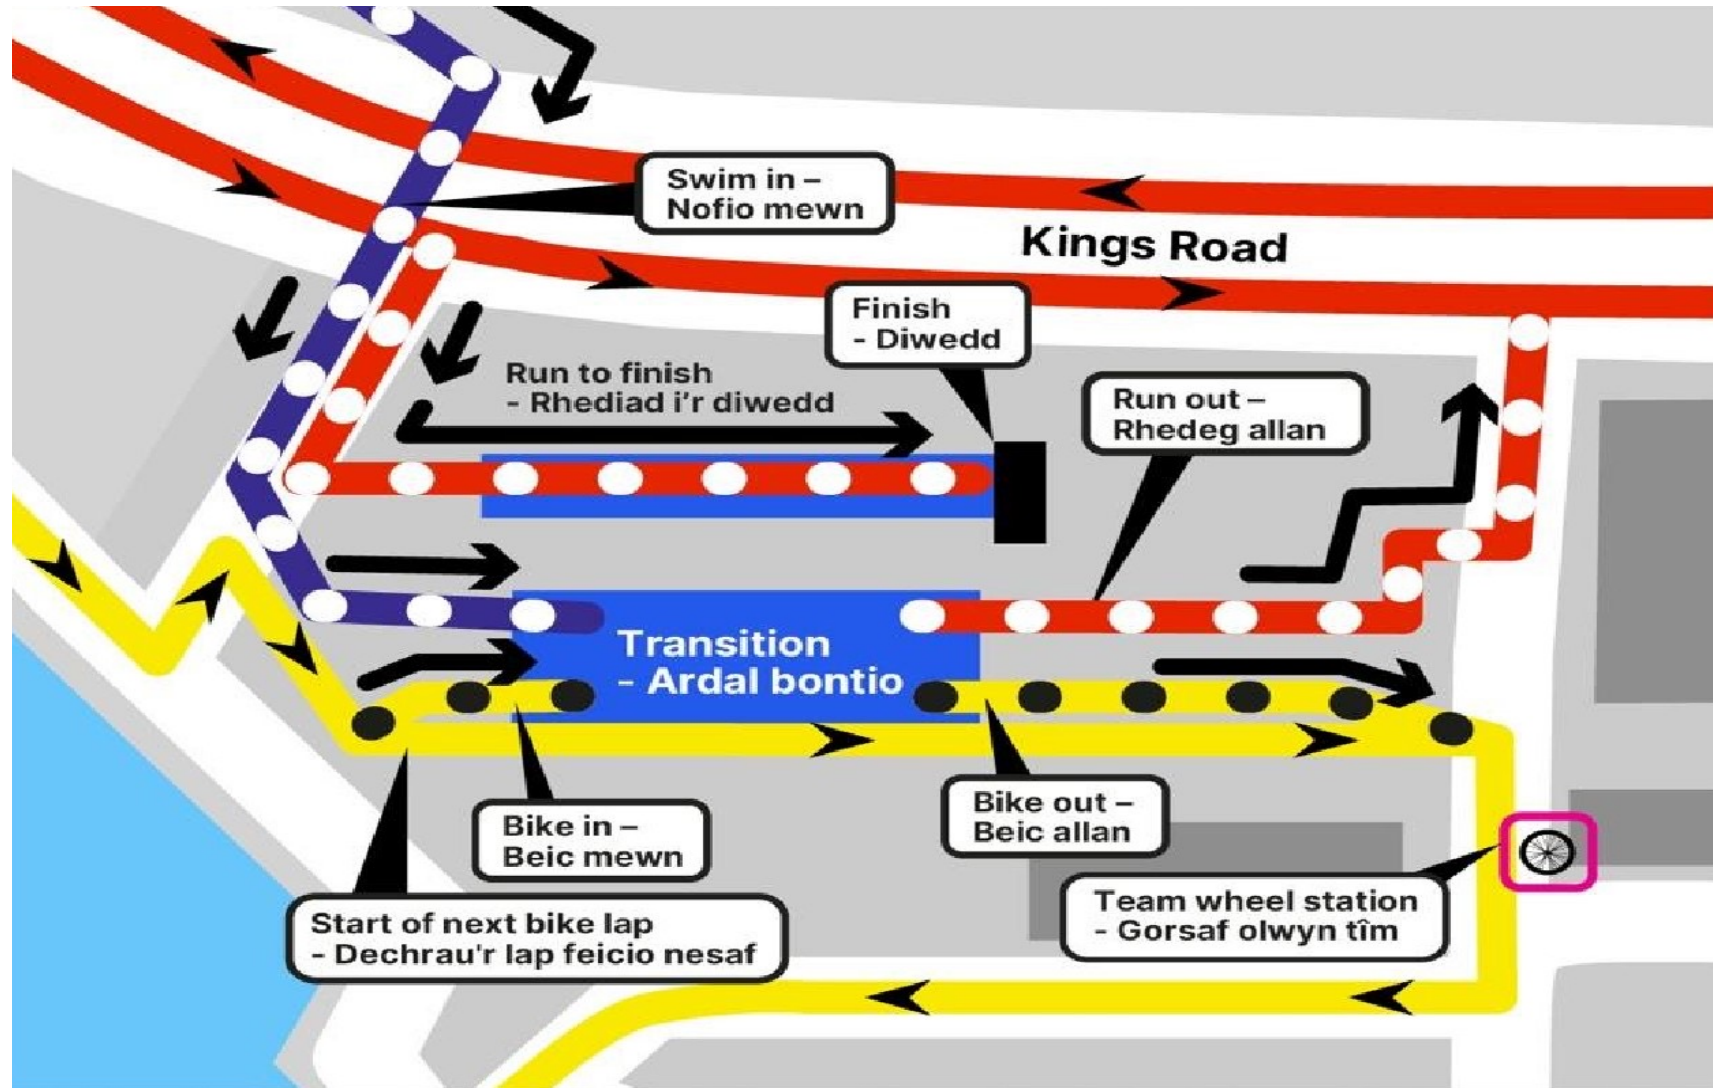 Swim in –
Nofio mewn
Kings Road
Finish
- Diwedd
Run to finish
- Rhediad i'r diwedd
Run out –
Rhedeg allan
Transition
- Ardal bontio
Bike in –
Beic mewn
Bike out –
Beic allan
Team wheel station
- Gorsaf olwyn tîm
Start of next bike lap
- Dechrau'r lap feicio nesaf